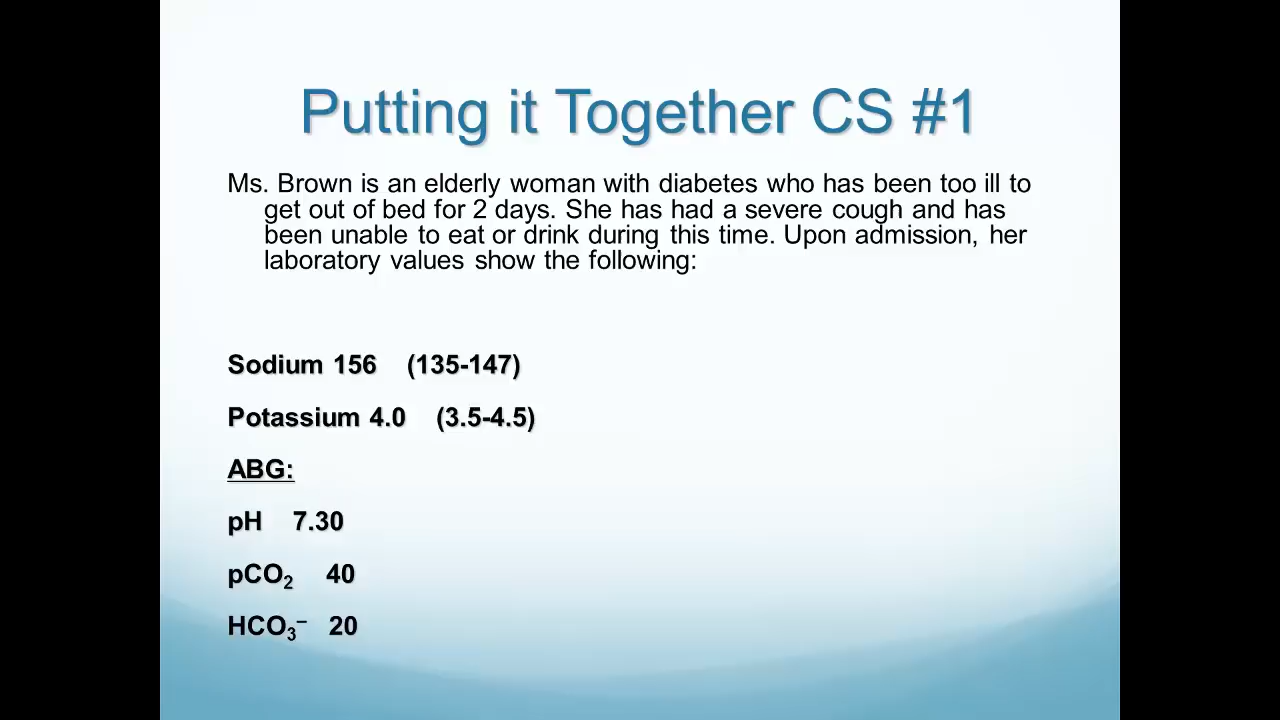 Putting it Together CS #1
Ms. Brown is an elderly woman with diabetes who has been too ill to
get out of bed for 2 days. She has had a severe cough and has
been unable to eat or drink during this time. Upon admission, her
laboratory values show the following:
Sodium 156 (135-147)
Potassium 4.0 (3.5-4.5)
ABG:
pH 7.30
pCO₂ 40
HCO₃⁻ 20